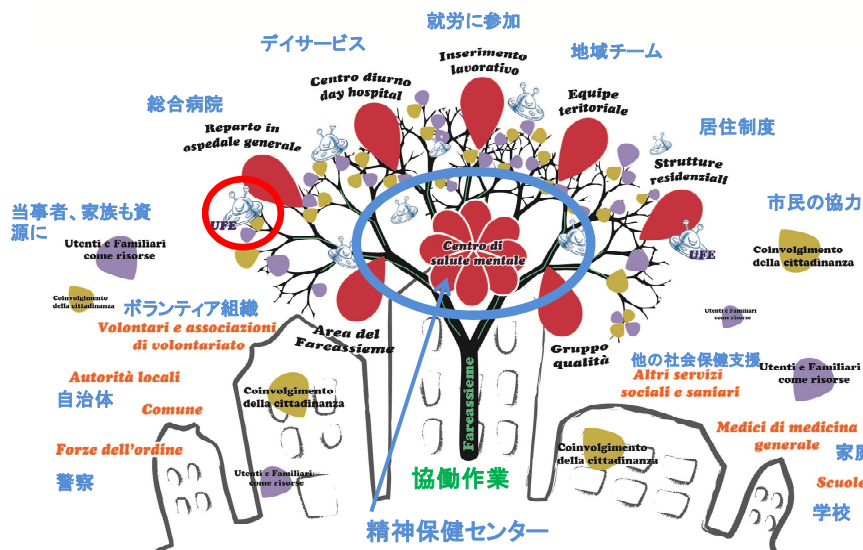 就労に参加
デイサービス
地域チーム
Inserimento
lavorativo
Centro diurno
day hospital
総合病院
Equipe
teritoriale
居住制度
Reparto in
ospedale generale
Strutture
residenziali
当事者、家族も資
源に
市民の協力
UFE
Utenti e Familiari
come risorse
Centro di
salute mentale
UFE
Coinvolgimento
della cittadinanza
Coinvolgimento
della cittadinanza
ボランティア組織
Volontari e associazioni
di volontariato
Area del
Farcassieme
Gruppo
qualità
Utenti e Familiari
come risorse
他の社会保健支援
Altri servizi
sociali e saniari
Utenti e Familiari
come risorse
Autorità locali
自治体
Comune
Coinvolgimento
della cittadinanza
Farcassieme
Forze dell'ordine
警察
Utenti e Familiari
come risorse
協働作業
Coinvolgimento
della cittadinanza
Medici di medicina
generale
家庭
Scuole
学校
精神保健センター